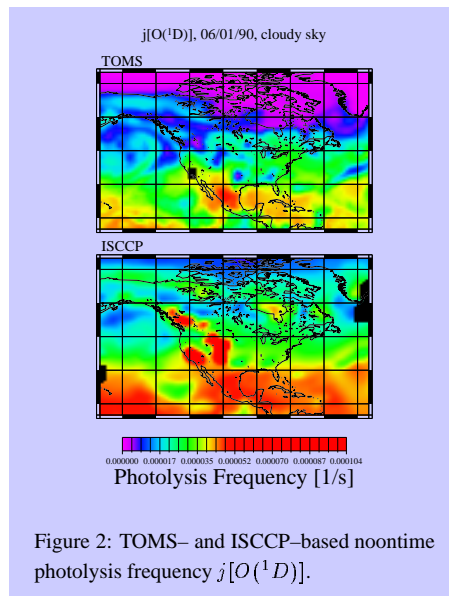 j[O(¹D)], 06/01/90, cloudy sky
TOMS
ISCCP
0.000000 0.000017 0.000035 0.000052 0.000070 0.000087 0.000104
Photolysis Frequency [1/s]
Figure 2: TOMS– and ISCCP–based noontime
photolysis frequency j[O(¹D)].